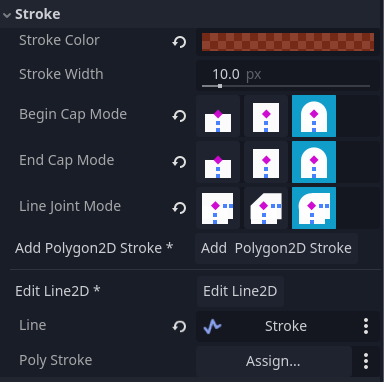 Stroke
Stroke Color
Stroke Width 10.0 px
Begin Cap Mode
End Cap Mode
Line Joint Mode
Add Polygon2D Stroke * Add Polygon2D Stroke
Edit Line2D * Edit Line2D
Line Stroke
Poly Stroke Assign...